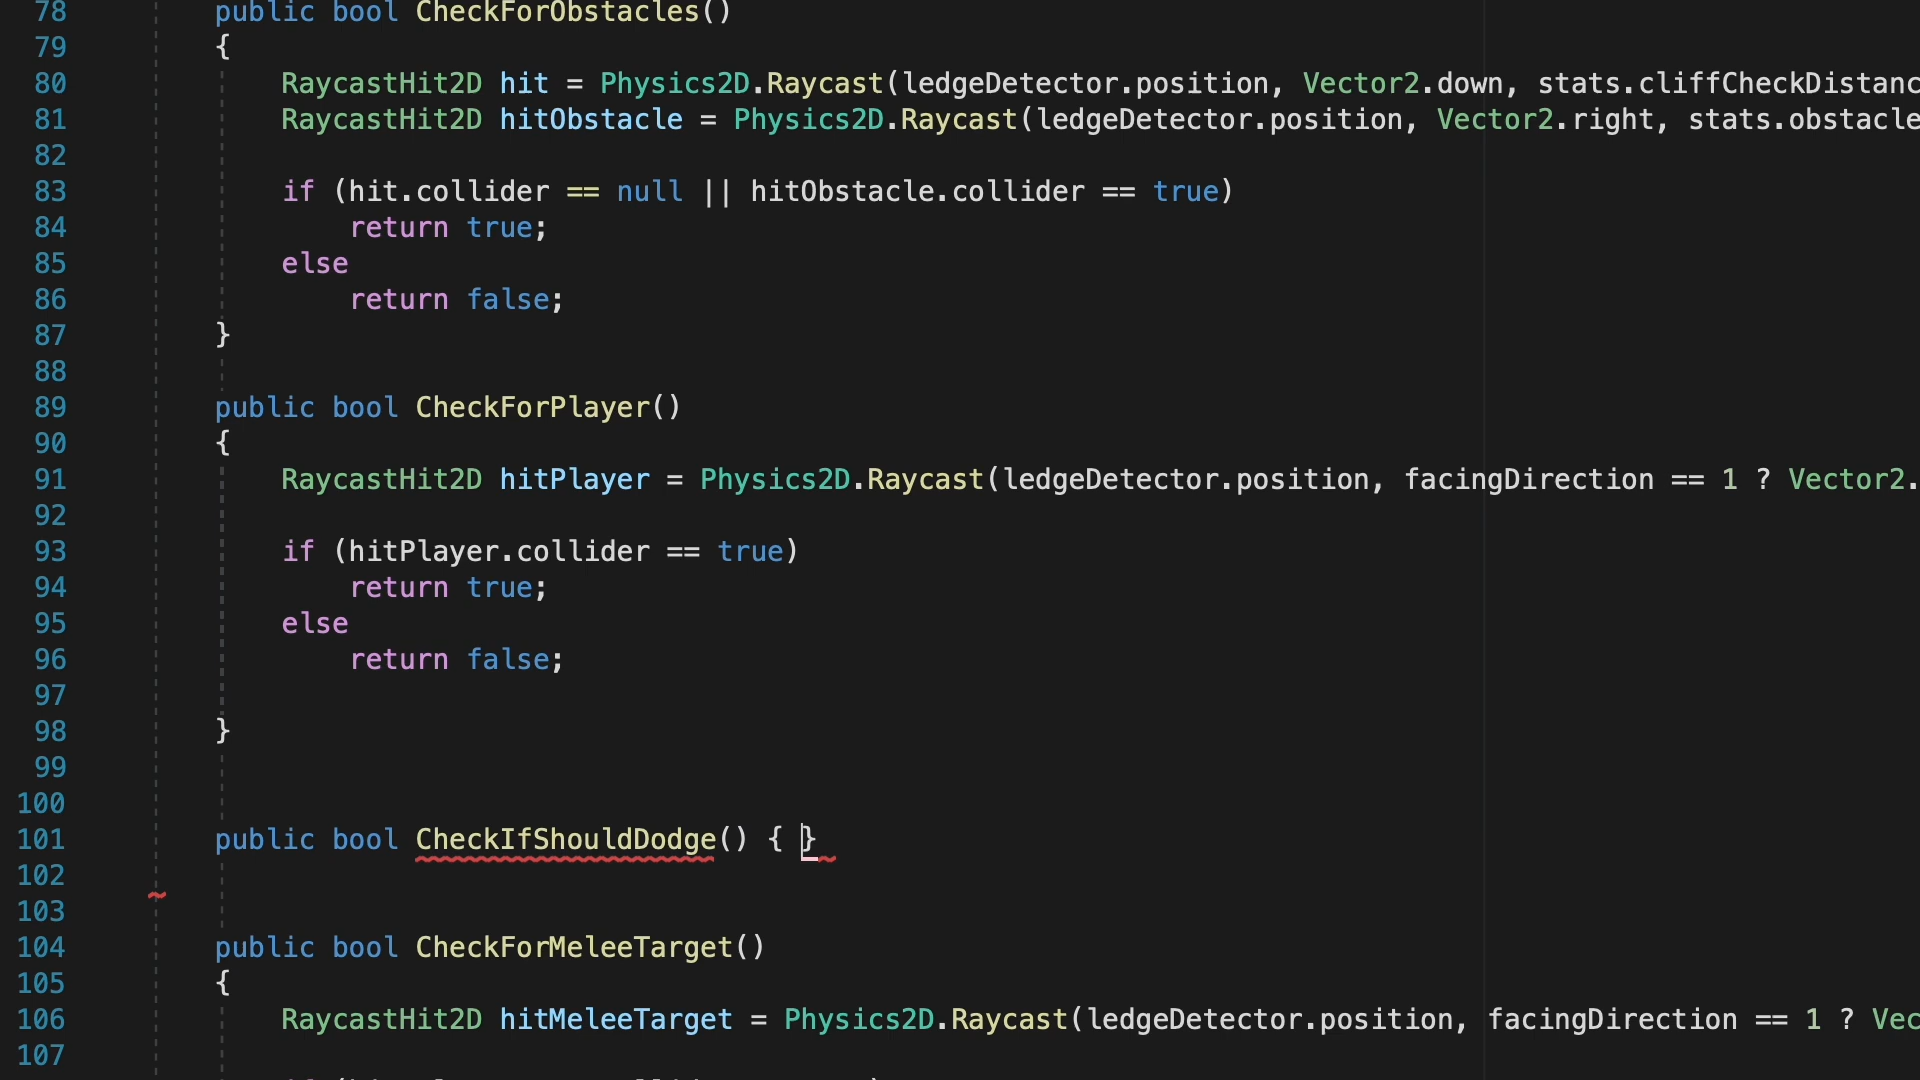 78 public bool CheckForObstacles()
79 {
80 RaycastHit2D hit = Physics2D.Raycast(ledgeDetector.position, Vector2.down, stats.cliffCheckDistanc
81 RaycastHit2D hitObstacle = Physics2D.Raycast(ledgeDetector.position, Vector2.right, stats.obstacle
82
83 if (hit.collider == null || hitObstacle.collider == true)
84 return true;
85 else
86 return false;
87 }
88
89 public bool CheckForPlayer()
90 {
91 RaycastHit2D hitPlayer = Physics2D.Raycast(ledgeDetector.position, facingDirection == 1 ? Vector2.
92
93 if (hitPlayer.collider == true)
94 return true;
95 else
96 return false;
97
98 }
99
100
101 public bool CheckIfShouldDodge() { }
102
103
104 public bool CheckForMeleeTarget()
105 {
106 RaycastHit2D hitMeleeTarget = Physics2D.Raycast(ledgeDetector.position, facingDirection == 1 ? Vec
107